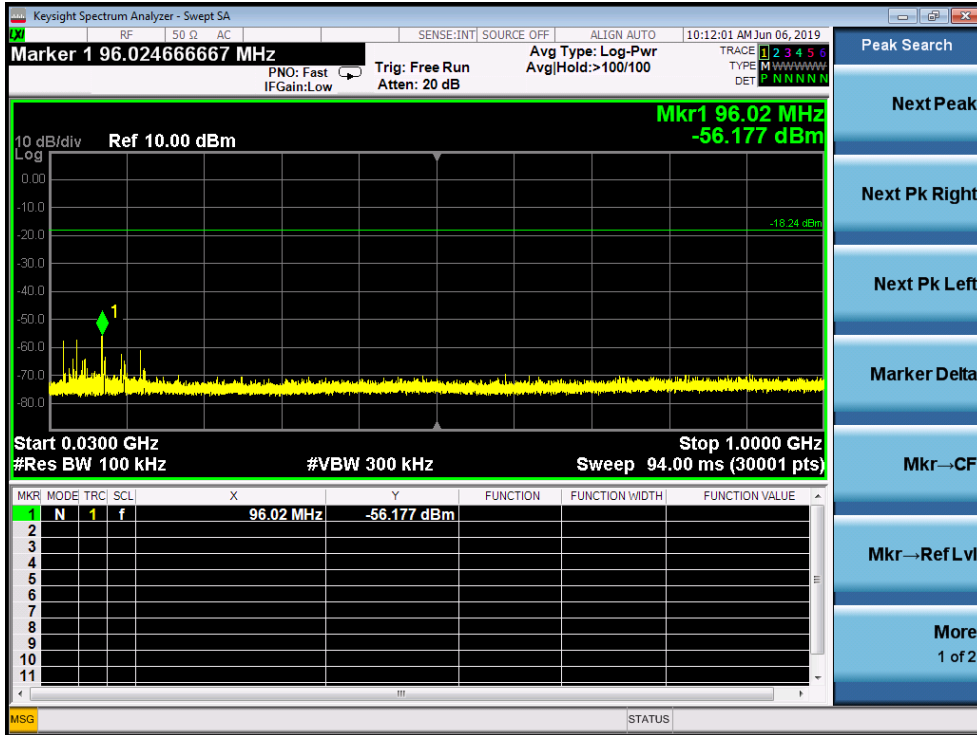 Keysight Spectrum Analyzer - Swept SA
LXI RF 50 Ω AC SENSE:INT SOURCE OFF ALIGN AUTO 10:12:01 AM Jun 06, 2019
Marker 1 96.024666667 MHz
PNO: Fast
IFGain:Low
Trig: Free Run
Atten: 20 dB
Avg Type: Log-Pwr
Avg|Hold:>100/100
TRACE 1 2 3 4 5 6
TYPE M W W W W W
DET P N N N N N
Mkr1 96.02 MHz
-56.177 dBm
10 dB/div Ref 10.00 dBm
Log
0.00
-10.0
-18.24 dBm
-20.0
-30.0
-40.0
1
-50.0
-60.0
-70.0
-80.0
Start 0.0300 GHz Stop 1.0000 GHz
#Res BW 100 kHz #VBW 300 kHz Sweep 94.00 ms (30001 pts)
MKR MODE TRC SCL X Y FUNCTION FUNCTION WIDTH FUNCTION VALUE
1 N 1 f 96.02 MHz -56.177 dBm
2
3
4
5
6
7
8
9
10
11
MSG STATUS
Peak Search
Next Peak
Next Pk Right
Next Pk Left
Marker Delta
Mkr→CF
Mkr→Ref Lvl
More
1 of 2